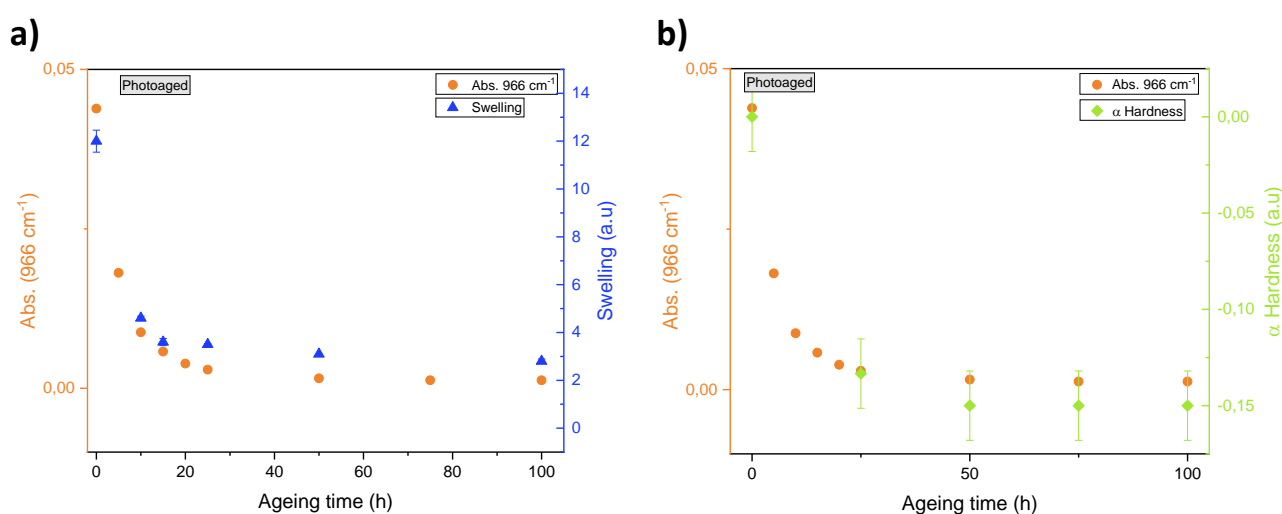 a)
Photoaged
Abs. 966 cm⁻¹
Swelling
0,05
0,00
Abs. (966 cm⁻¹)
14
12
10
8
6
4
2
0
Swelling (a.u)
0
20
40
60
80
100
Ageing time (h)
b)
Photoaged
Abs. 966 cm⁻¹
α Hardness
0,05
0,00
Abs. (966 cm⁻¹)
0,00
-0,05
-0,10
-0,15
α Hardness (a.u)
0
50
100
Ageing time (h)